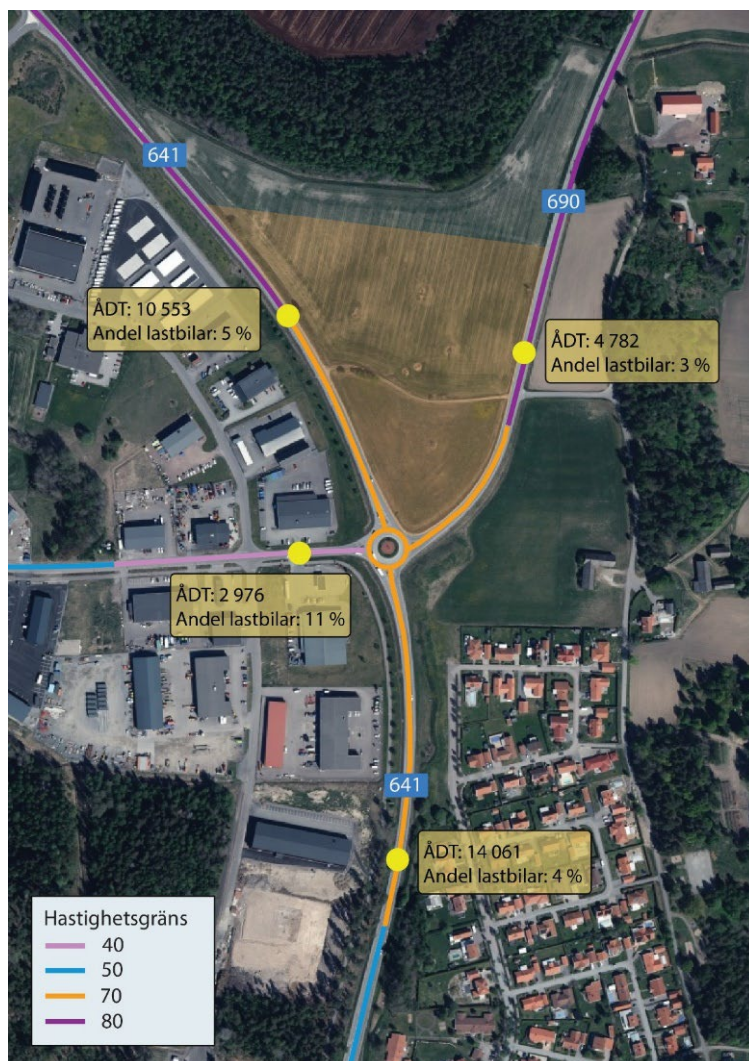 641
690
ÅDT: 10 553
Andel lastbilar: 5 %
ÅDT: 4 782
Andel lastbilar: 3 %
ÅDT: 2 976
Andel lastbilar: 11 %
641
ÅDT: 14 061
Andel lastbilar: 4 %
Hastighetsgräns
40
50
70
80